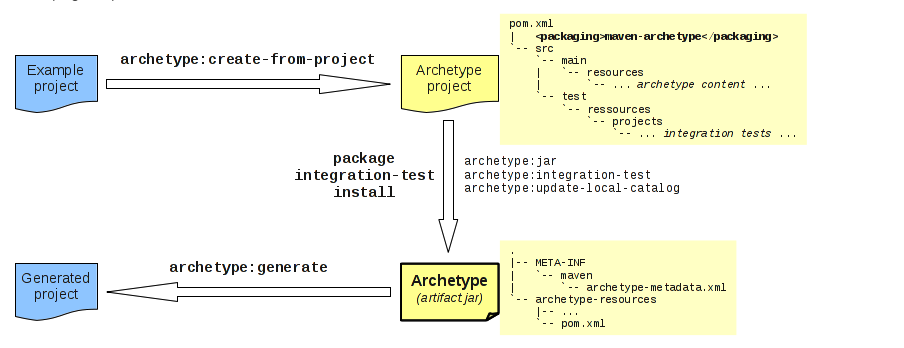 pom.xml
|   <packaging>maven-archetype</packaging>
`-- src
    `-- main
    |   `-- resources
    |       `-- ... archetype content ...
    `-- test
        `-- ressources
            `-- projects
                `-- ... integration tests ...
archetype:create-from-project
Example
project
Archetype
project
package
integration-test
install
archetype:jar
archetype:integration-test
archetype:update-local-catalog
archetype:generate
Generated
project
Archetype
(artifact jar)
.
|-- META-INF
|   `-- maven
|       `-- archetype-metadata.xml
`-- archetype-resources
    |-- ...
    `-- pom.xml